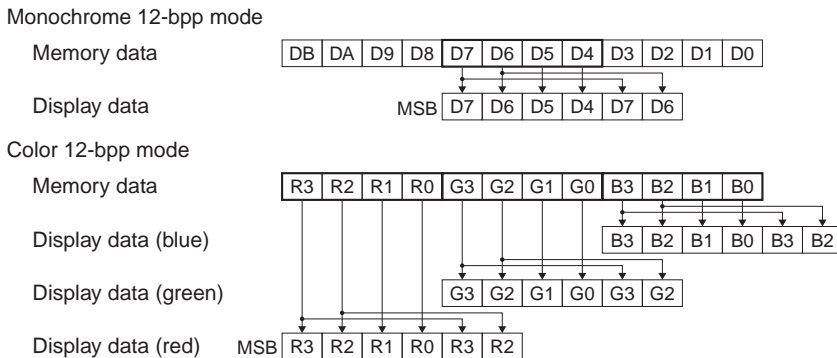 Monochrome 12-bpp mode
Memory data DB DA D9 D8 D7 D6 D5 D4 D3 D2 D1 D0
Display data MSB D7 D6 D5 D4 D7 D6
Color 12-bpp mode
Memory data R3 R2 R1 R0 G3 G2 G1 G0 B3 B2 B1 B0
Display data (blue) B3 B2 B1 B0 B3 B2
Display data (green) G3 G2 G1 G0 G3 G2
Display data (red) MSB R3 R2 R1 R0 R3 R2